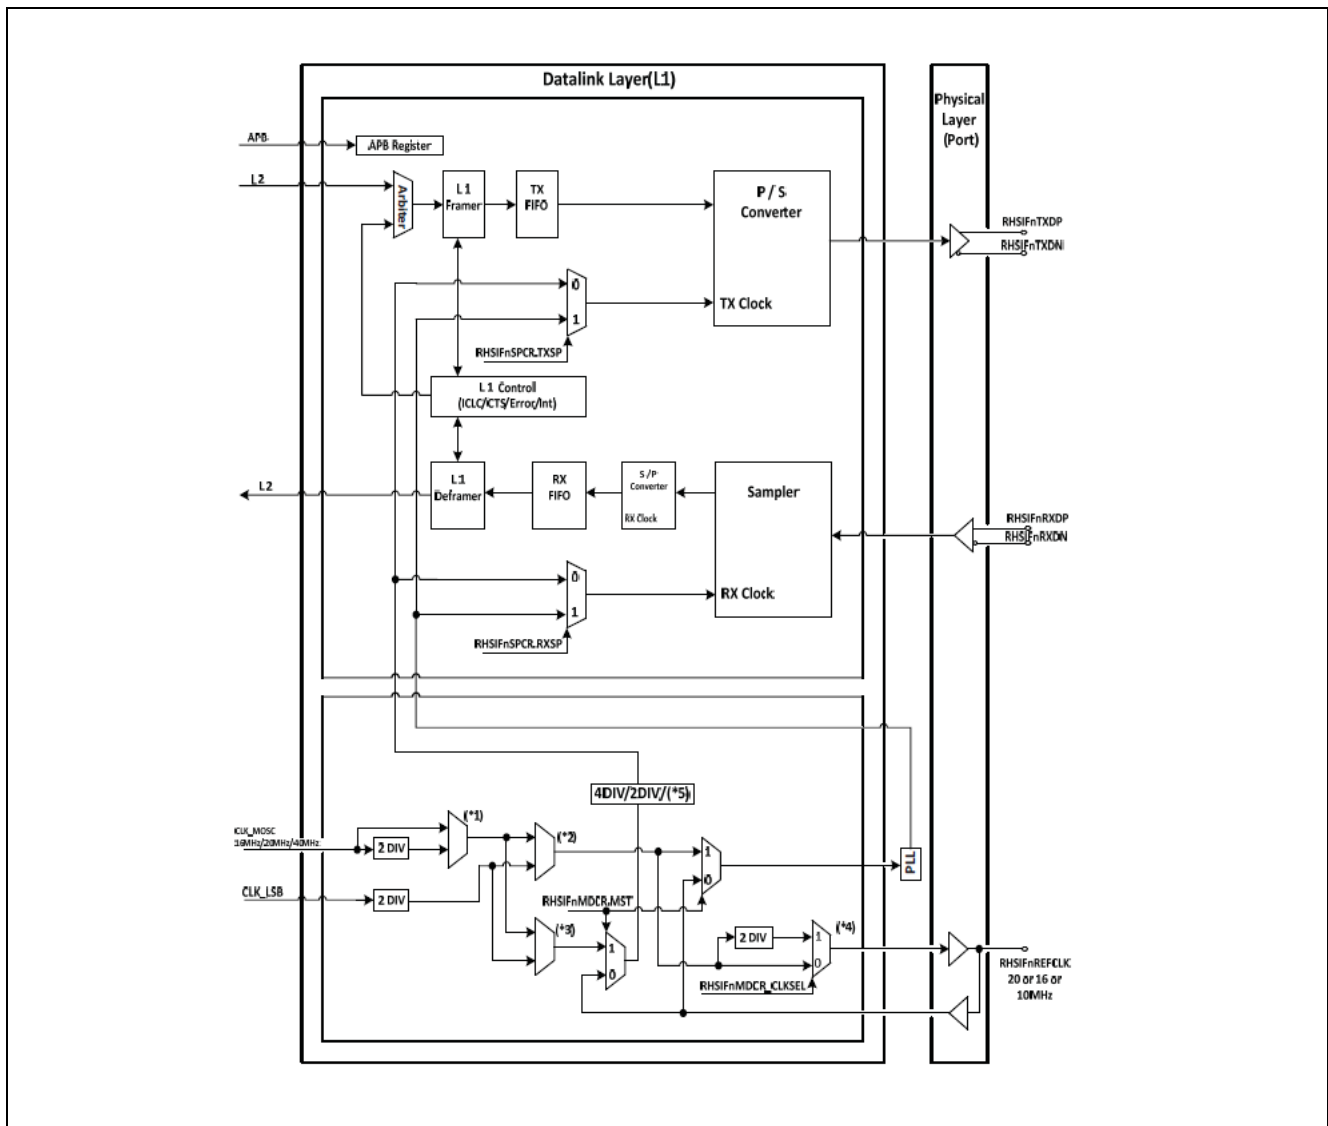 Datalink Layer(L1)
Physical
Layer
(Port)
APB
APB Register
L2
Arbiter
L1
Framer
TX
FIFO
P / S
Converter
TX Clock
RHSIFnTXDP
RHSIFnTXDN
0
1
RHSIFnSPCR.TXSP
L1 Control
(ICLC/ICTS/Error/Int)
L2
L1
Deframer
RX
FIFO
S /P
Converter
RX Clock
Sampler
RX Clock
RHSIFnRXDP
RHSIFnRXDN
0
1
RHSIFnSPCR.RXSP
4DIV/2DIV/(*5)
CLK_MOSC
16MHz/20MHz/40MHz
2 DIV
(*1)
(*2)
1
0
PLL
CLK_LSB
2 DIV
RHSIFnMDCR.MST
(*3)
1
0
2 DIV
1
0
(*4)
RHSIFnMDCR_CLKSEL
RHSIFnREFCLK
20 or 16 or
10MHz